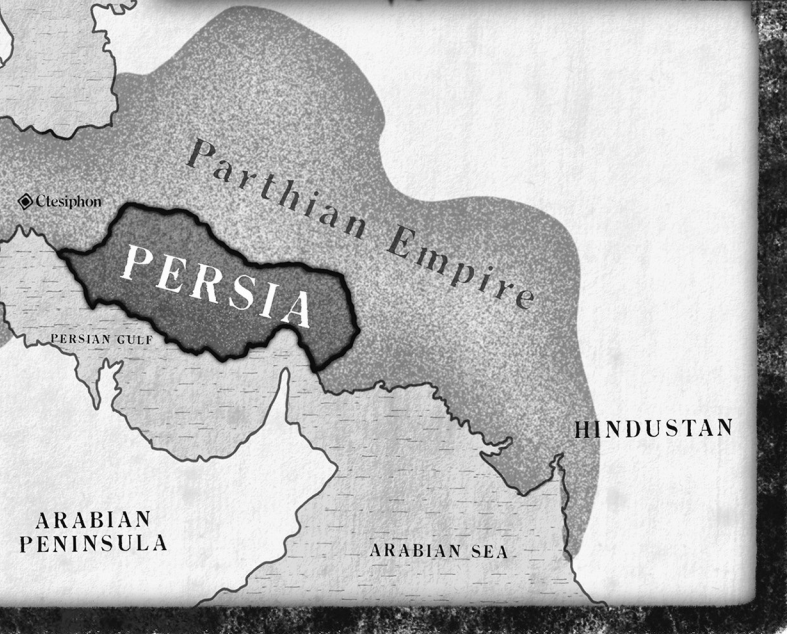 Parthian Empire
Ctesiphon
PERSIA
PERSIAN GULF
HINDUSTAN
ARABIAN
PENINSULA
ARABIAN SEA